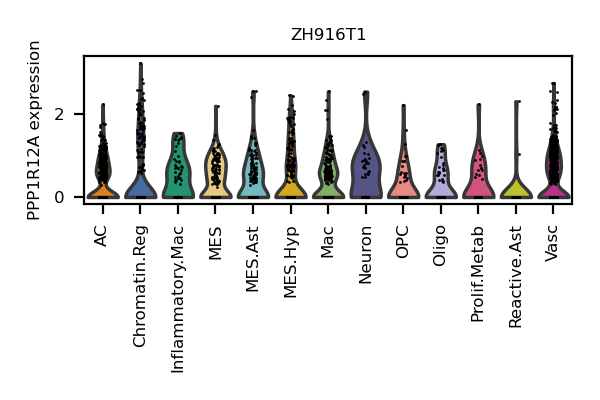 ZH916T1
PPP1R12A expression
2
0
AC
Chromatin.Reg
Inflammatory.Mac
MES
MES.Ast
MES.Hyp
Mac
Neuron
OPC
Oligo
Prolif.Metab
Reactive.Ast
Vasc